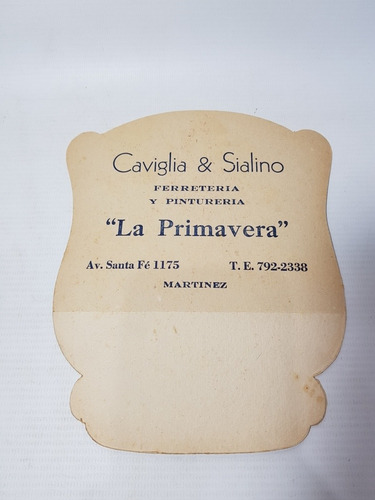 Caviglia & Sialino
FERRETERIA
Y PINTURERIA
"La Primavera"
Av. Santa Fé 1175 T. E. 792-2338
MARTINEZ